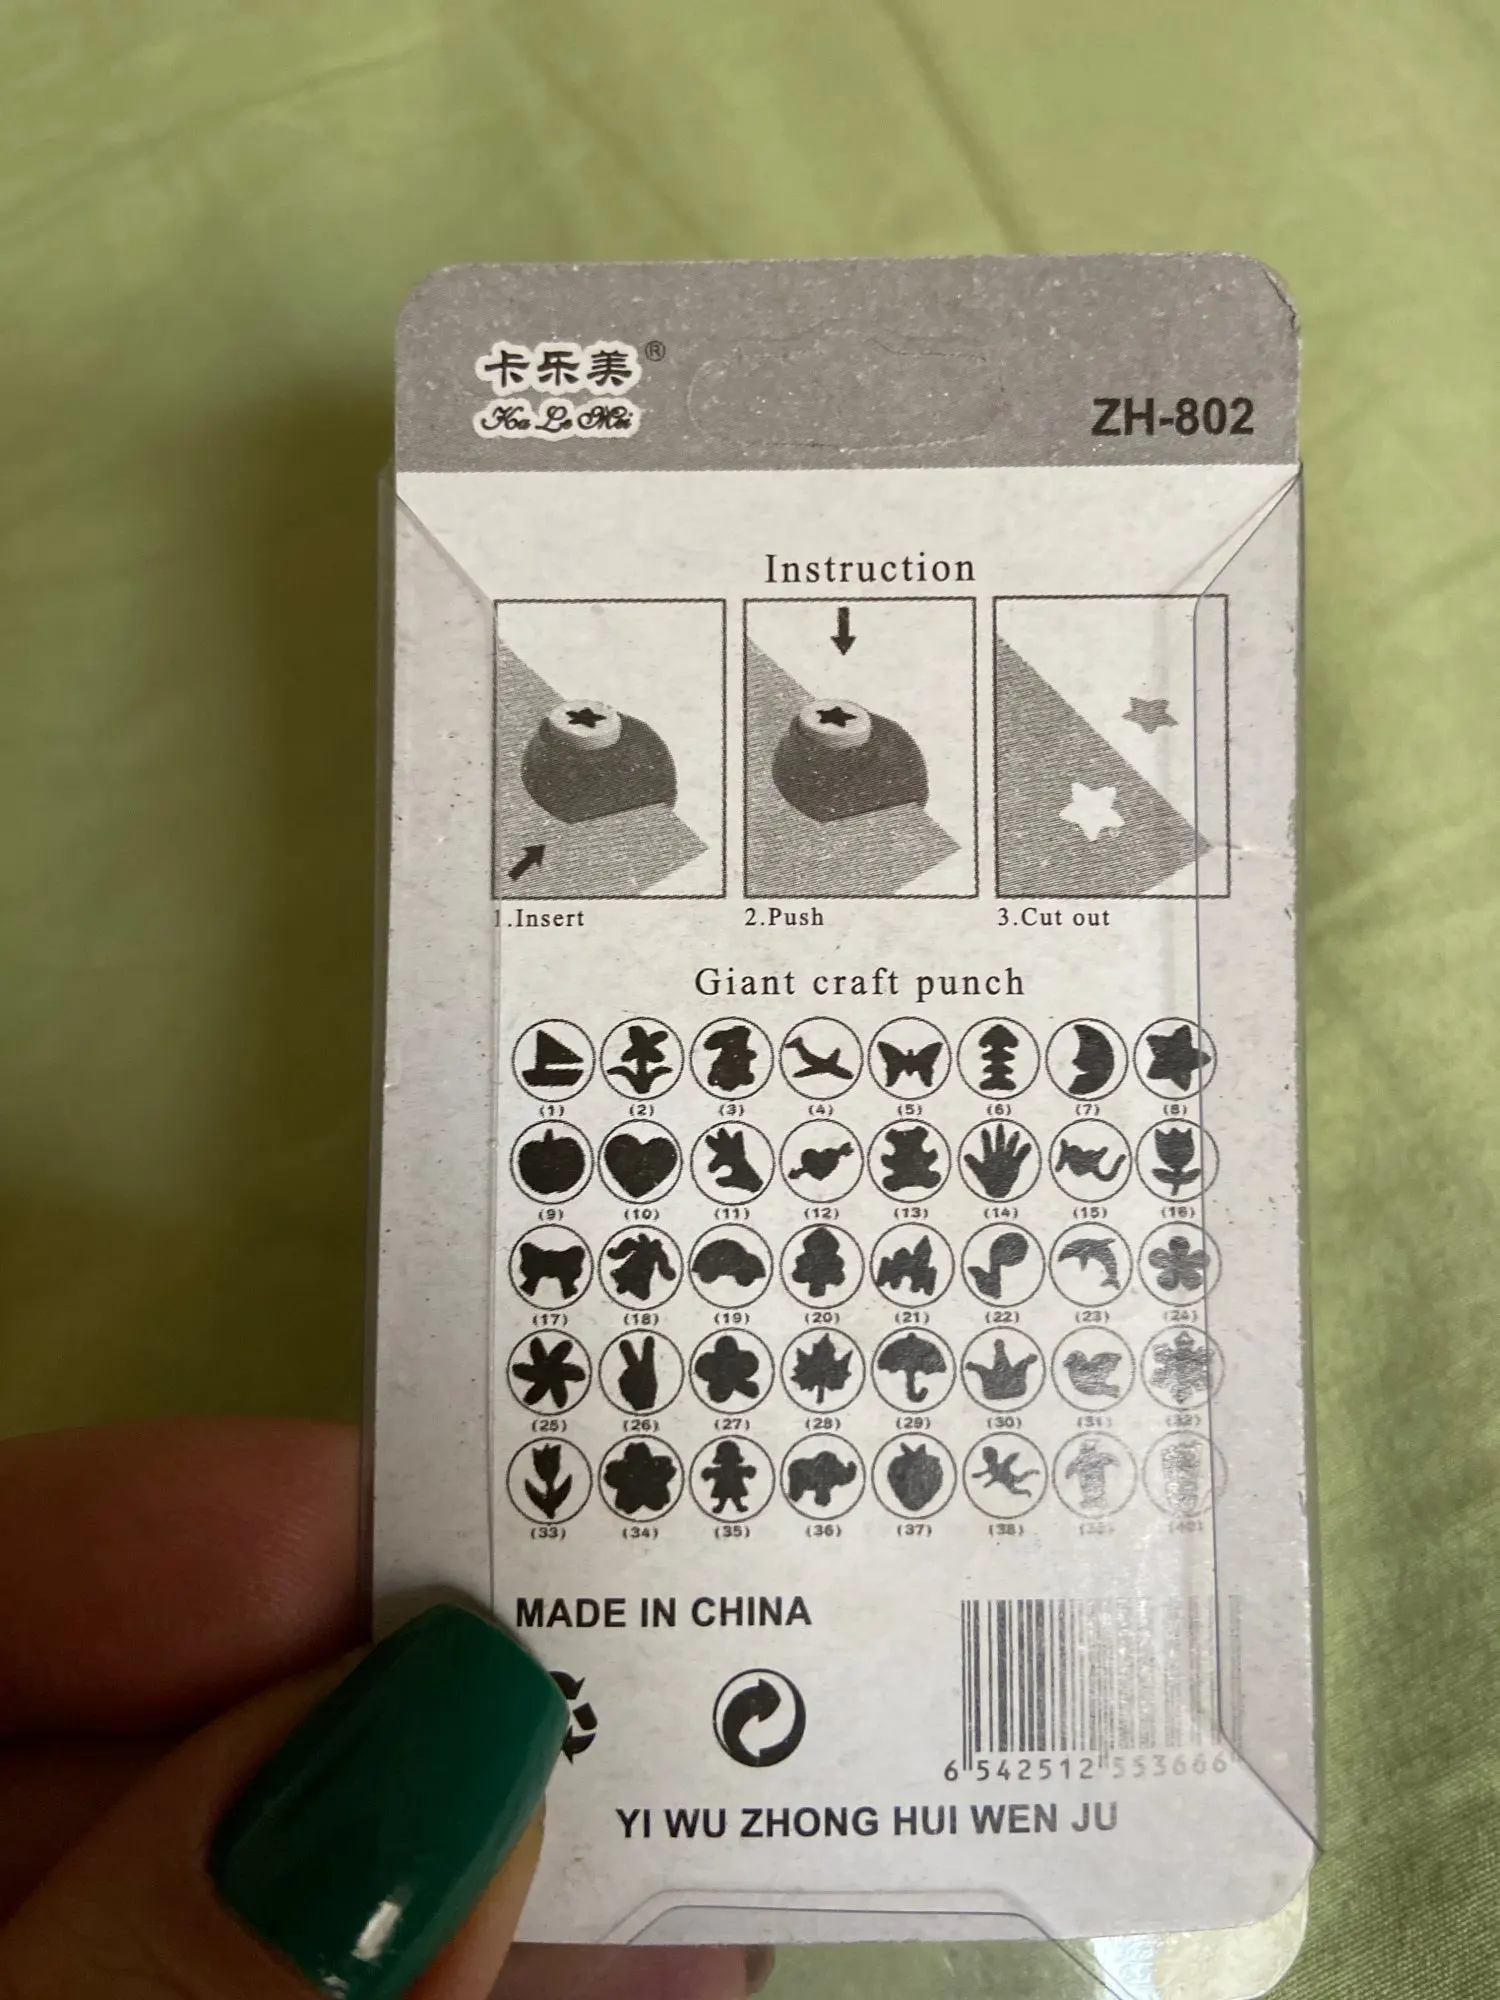 卡乐美®
Ka Le Mei
ZH-802
Instruction
1.Insert 2.Push 3.Cut out
Giant craft punch
(1) (2) (3) (4) (5) (6) (7) (8)
(9) (10) (11) (12) (13) (14) (15) (16)
(17) (18) (19) (20) (21) (22) (23) (24)
(25) (26) (27) (28) (29) (30) (31) (32)
(33) (34) (35) (36) (37) (38) (39) (40)
MADE IN CHINA
6 542512 553666
YI WU ZHONG HUI WEN JU